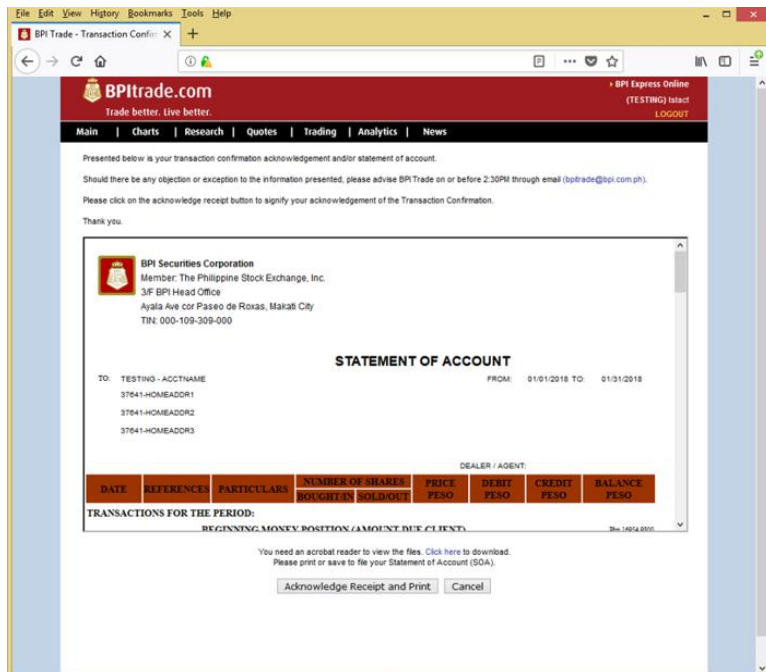 File Edit View History Bookmarks Tools Help
BPI Trade - Transaction Confir
BPItrade.com
Trade better. Live better.
BPI Express Online
(TESTING) tstact
LOGOUT
Main | Charts | Research | Quotes | Trading | Analytics | News
Presented below is your transaction confirmation acknowledgement and/or statement of account.
Should there be any objection or exception to the information presented, please advise BPITrade on or before 2:30PM through email (bpitrade@bpi.com.ph).
Please click on the acknowledge receipt button to signify your acknowledgement of the Transaction Confirmation.
Thank you.
BPI Securities Corporation
Member: The Philippine Stock Exchange, Inc.
3/F BPI Head Office
Ayala Ave cor Paseo de Roxas, Makati City
TIN: 000-109-309-000
STATEMENT OF ACCOUNT
TO: TESTING - ACCTNAME FROM: 01/01/2018 TO: 01/31/2018
37641-HOMEADDR1
37641-HOMEADDR2
37641-HOMEADDR3
DEALER / AGENT:
DATE REFERENCES PARTICULARS NUMBER OF SHARES PRICE DEBIT CREDIT BALANCE
BOUGHT/IN SOLD/OUT PESO PESO PESO PESO
TRANSACTIONS FOR THE PERIOD:
BEGINNING MONEY POSITION (AMOUNT DUE CLIENT)
You need an acrobat reader to view the files. Click here to download.
Please print or save to file your Statement of Account (SOA).
Acknowledge Receipt and Print Cancel